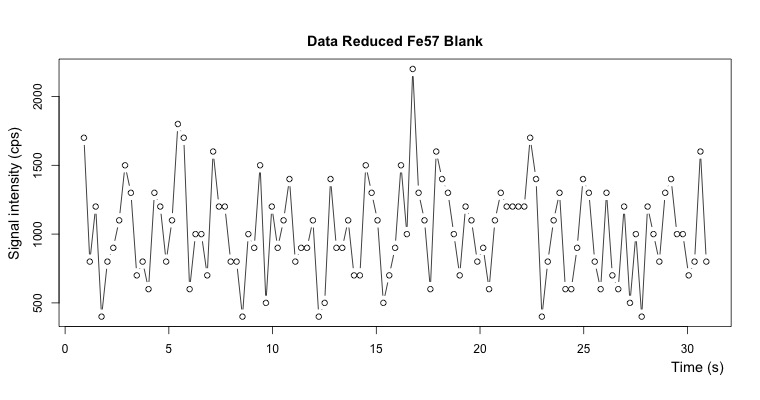 Data Reduced Fe57 Blank
Signal intensity (cps)
2000
1500
1000
500
0 5 10 15 20 25 30
Time (s)